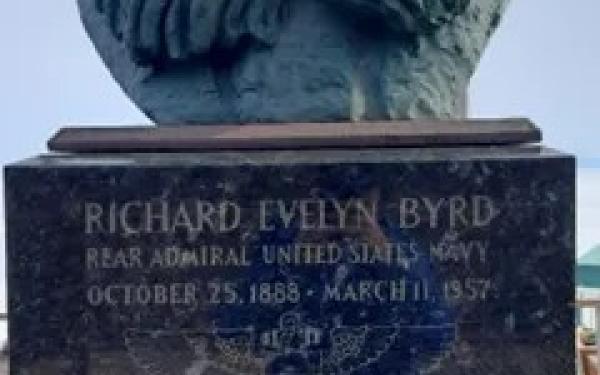 RICHARD EVELYN BYRD
REAR ADMIRAL UNITED STATES NAVY
OCTOBER 25, 1888 · MARCH 11, 1957